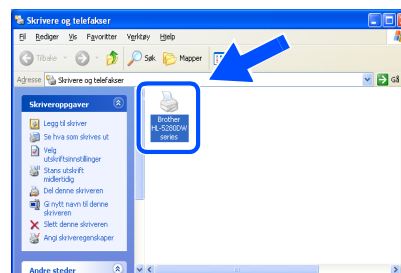 Skrivere og telefakser
Fil Rediger Vis Favoritter Verktøy Hjelp
Tilbake Søk Mapper
Adresse Skrivere og telefakser Gå
Skriveroppgaver
Legg til skriver
Se hva som skrives ut
Velg
utskriftsinnstillinger
Stans utskrift
midlertidig
Del denne skriveren
Gi nytt navn til denne
skriveren
Slett denne skriveren
Angi skriveregenskaper
Andre steder
Brother
HL-5280DW
series